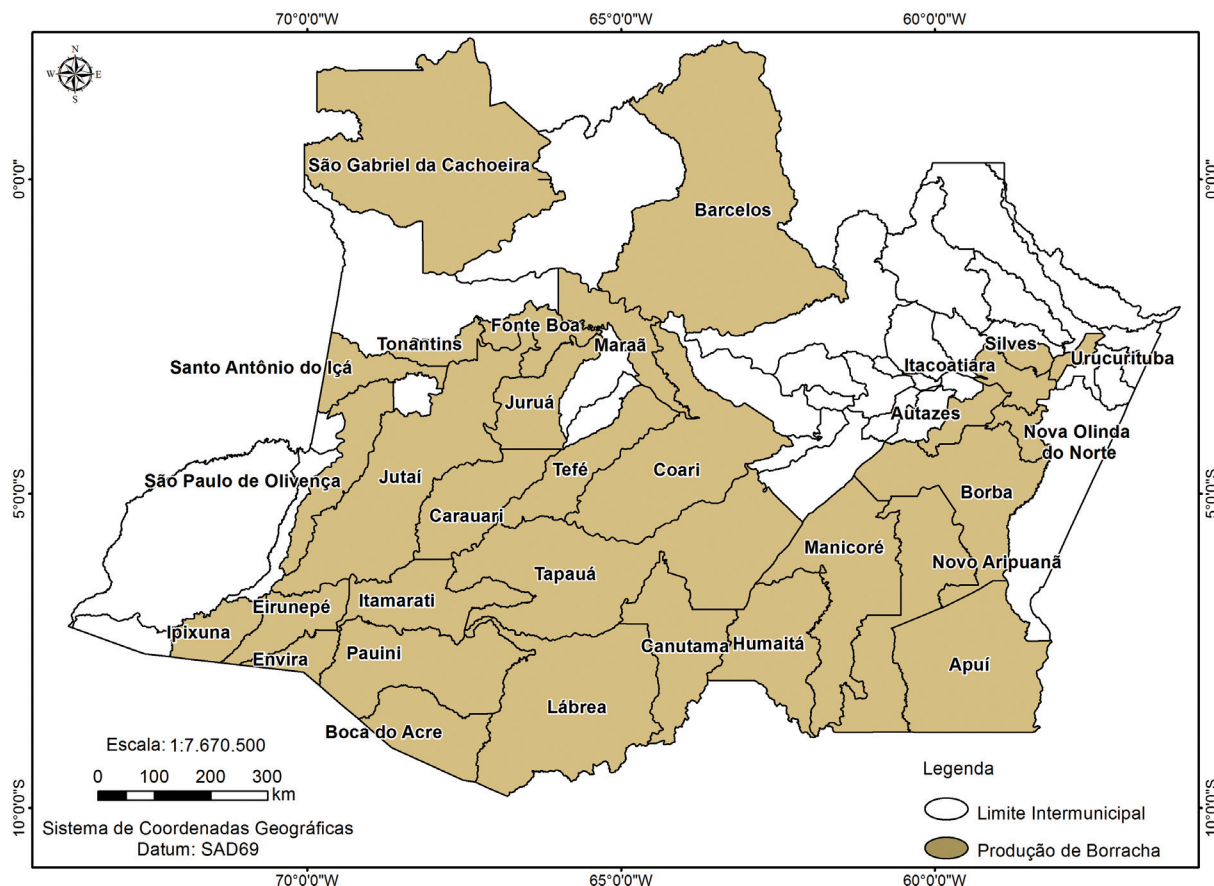 70°0'0"W 65°0'0"W 60°0'0"W
N
W E
S
0°0'0" 0°0'0"
São Gabriel da Cachoeira
Barcelos
Fonte Boa
Tonantins
Maraã
Silves
Urucurituba
Itacoatiára
Santo Antônio do Içá
Juruá
Aûtazes
Nova Olinda
do Norte
São Paulo de Olivença
Jutaí
Tefé
Coari
5°0'0"S 5°0'0"S
Borba
Carauari
Manicoré
Novo Aripuanã
Tapauá
Itamarati
Eirunepé
Ipixuna
Envira
Pauini
Canutama
Humaitá
Apuí
Lábrea
Boca do Acre
Escala: 1:7.670.500
0 100 200 300
km
Sistema de Coordenadas Geográficas
Datum: SAD69
Legenda
Limite Intermunicipal
Produção de Borracha
10°0'0"S 10°0'0"S
70°0'0"W 65°0'0"W 60°0'0"W